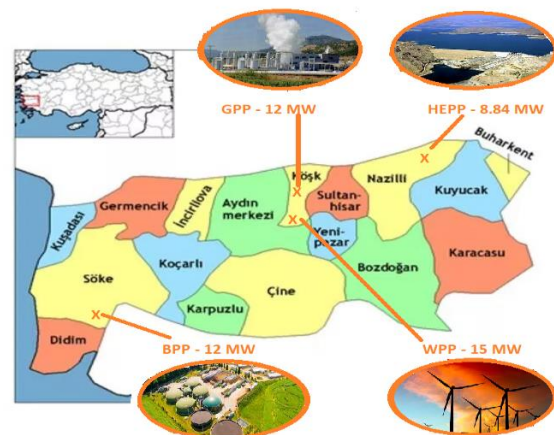 GPP - 12 MW
HEPP - 8.84 MW
Buharkent
Köşk
Nazilli
Kuyucak
Germencik
İncirliova
Aydın
merkezi
Sultan-
hisar
Kuşadası
Yeni-
pazar
Karacasu
Söke
Koçarlı
Bozdoğan
Çine
Karpuzlu
Didim
BPP - 12 MW
WPP - 15 MW